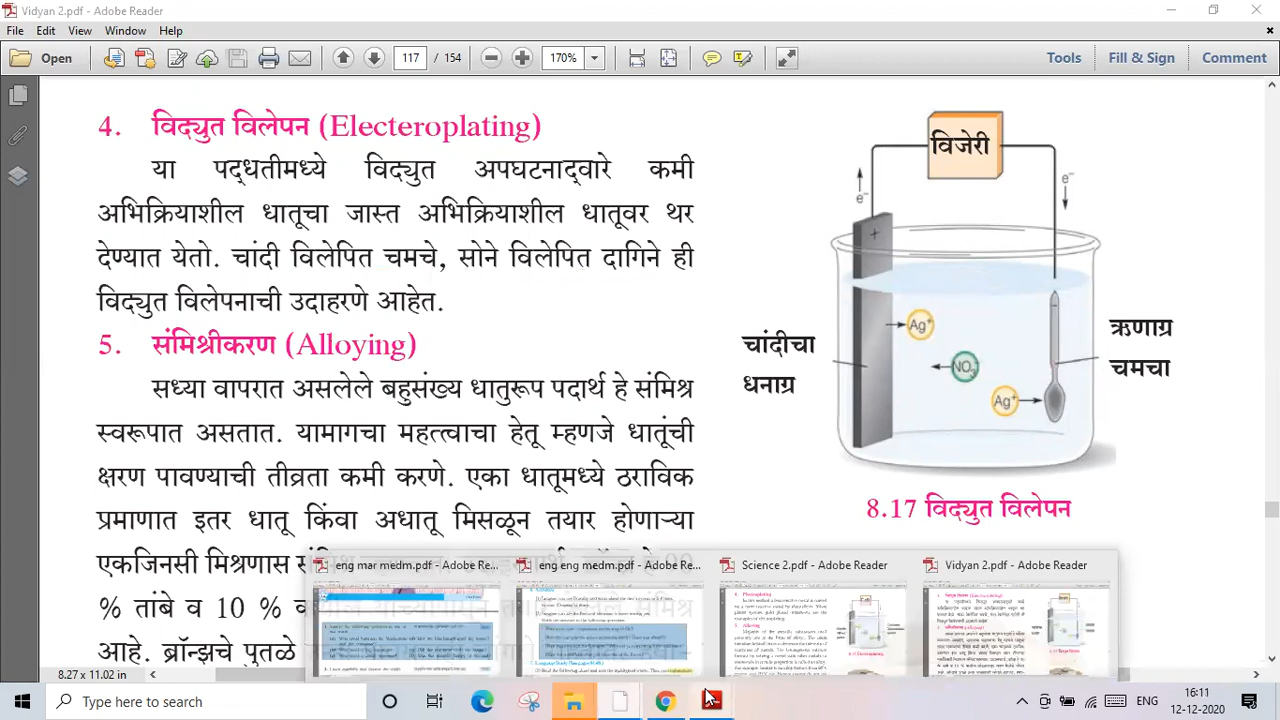 Vidyan 2.pdf - Adobe Reader
File Edit View Window Help
Open 117 / 154 170% Tools Fill & Sign Comment
4. विद्युत विलेपन (Electeroplating)
या पद्धतीमध्ये विद्युत अपघटनाद्वारे कमी
अभिक्रियाशील धातूचा जास्त अभिक्रियाशील धातूवर थर
देण्यात येतो. चांदी विलेपित चमचे, सोने विलेपित दागिने ही
विद्युत विलेपनाची उदाहरणे आहेत.
5. संमिश्रीकरण (Alloying)
सध्या वापरात असलेले बहुसंख्य धातुरूप पदार्थ हे संमिश्र
स्वरूपात असतात. यामागचा महत्त्वाचा हेतू म्हणजे धातूंची
क्षरण पावण्याची तीव्रता कमी करणे. एका धातूमध्ये ठराविक
प्रमाणात इतर धातू किंवा अधातू मिसळून तयार होणाऱ्या
एकजिनसी मिश्रणास
% तांबे व 10 %
आहे. ब्रॉन्झचे पुतळे
विजेरी
e⁻
e⁻
+
Ag⁺
NO₃⁻
Ag⁺
चांदीचा
धनाग्र
ऋणाग्र
चमचा
8.17 विद्युत विलेपन
eng mar medm.pdf - Adobe Re... eng eng medm.pdf - Adobe Re... Science 2.pdf - Adobe Reader Vidyan 2.pdf - Adobe Reader
8.27 x 11.02 in
Type here to search
ENG 16:11
12-12-2020